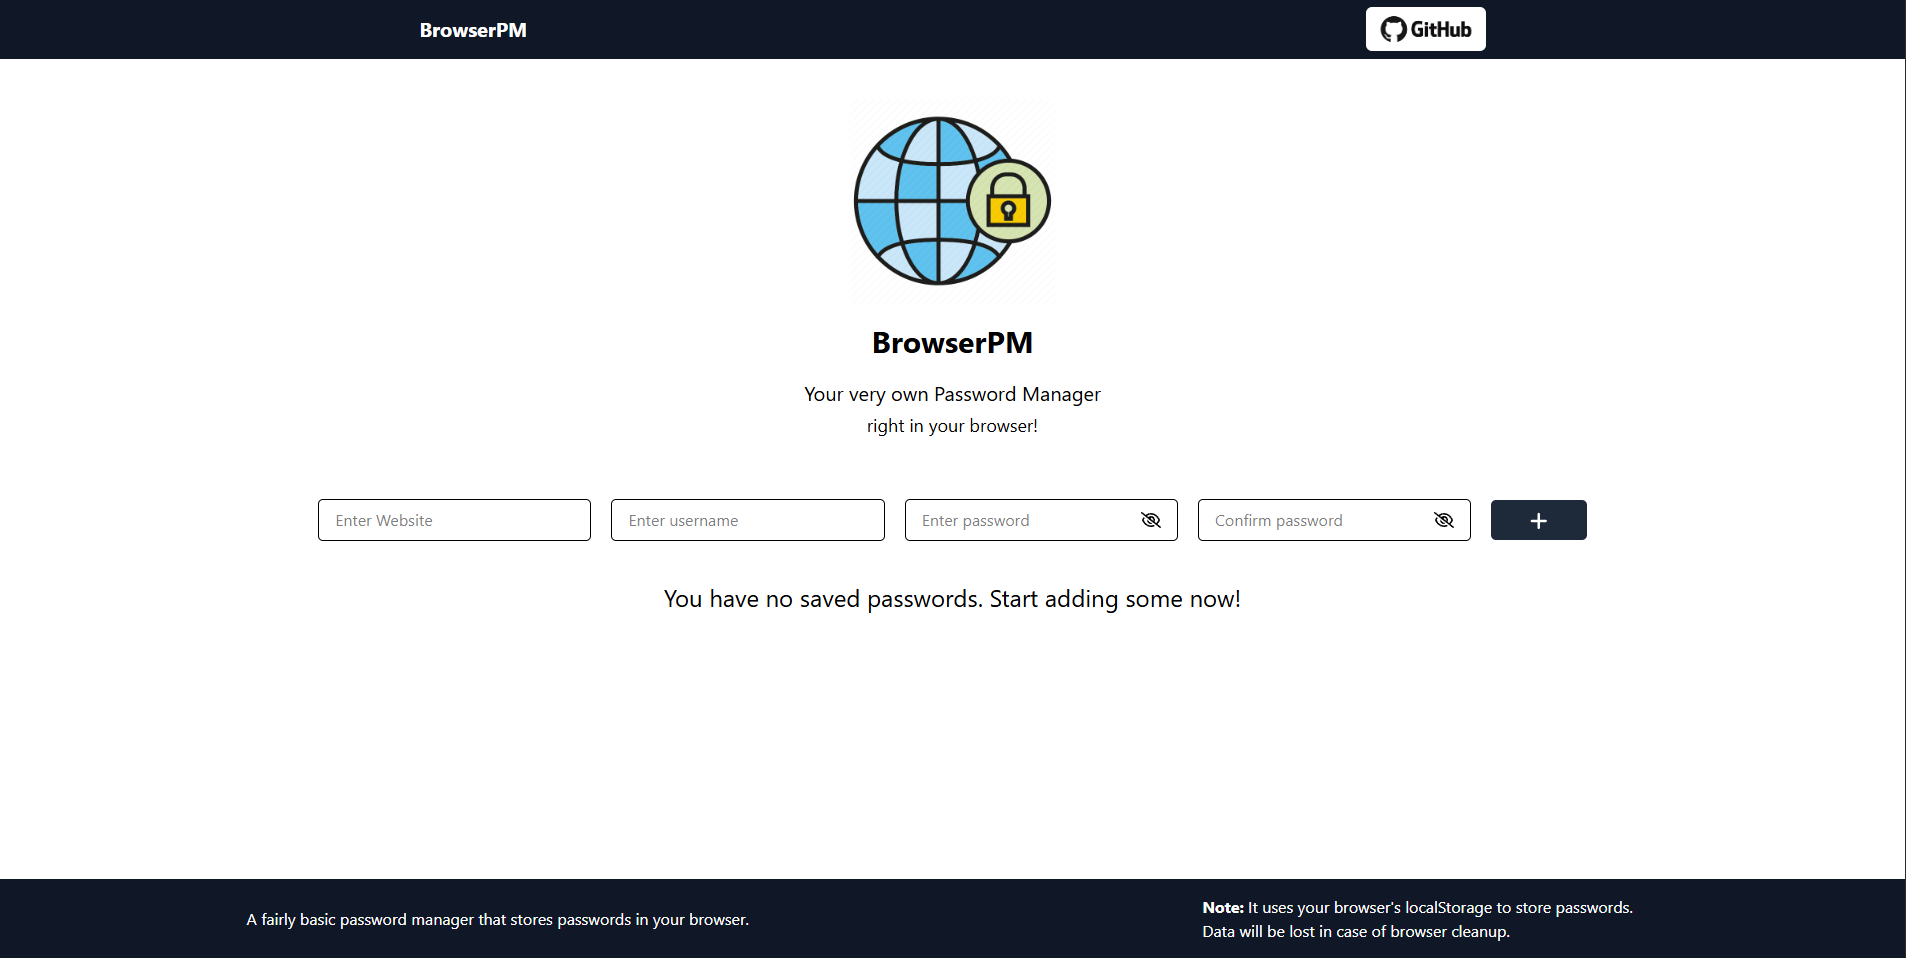 BrowserPM
GitHub
BrowserPM
Your very own Password Manager
right in your browser!
Enter Website
Enter username
Enter password
Confirm password
You have no saved passwords. Start adding some now!
A fairly basic password manager that stores passwords in your browser.
Note: It uses your browser's localStorage to store passwords.
Data will be lost in case of browser cleanup.